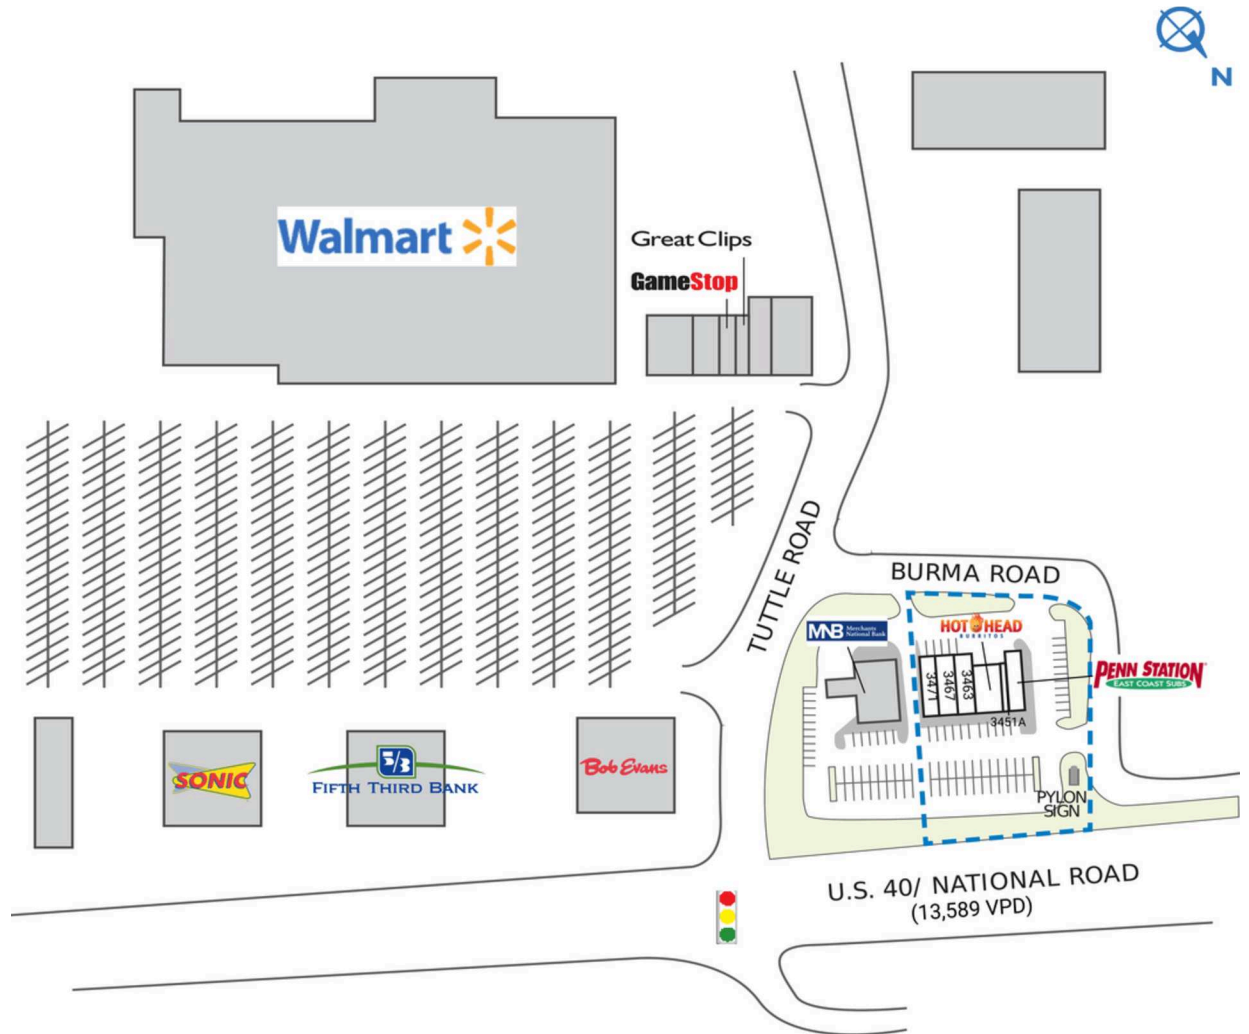 N
Walmart
Great Clips
GameStop
TUTTLE ROAD
BURMA ROAD
MNB Merchants
National Bank
HOT HEAD
BURRITOS
PENN STATION
EAST COAST SUBS
3471
3467
3463
3451A
SONIC
5/3
FIFTH THIRD BANK
Bob Evans
PYLON
SIGN
U.S. 40/ NATIONAL ROAD
(13,589 VPD)